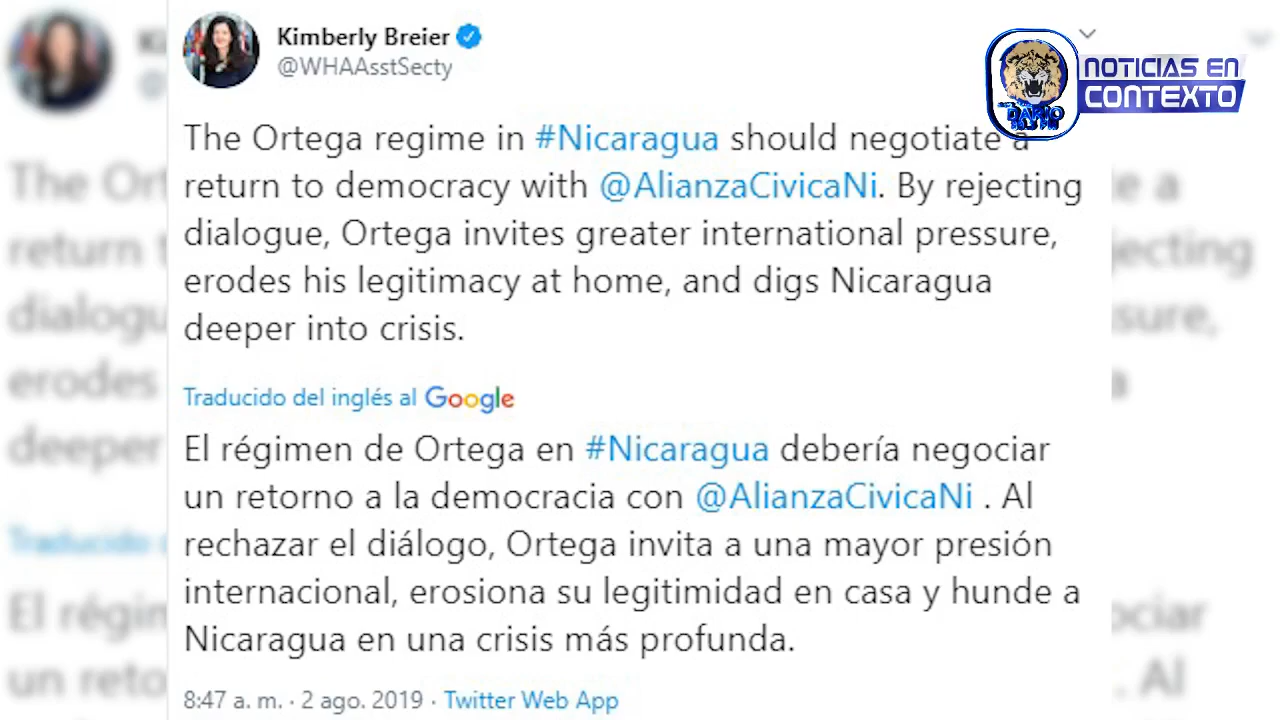 Kimberly Breier
@WHAAsstSecty
NOTICIAS EN
CONTEXTO
DARIO
The Ortega regime in #Nicaragua should negotiate a
return to democracy with @AlianzaCivicaNi. By rejecting
dialogue, Ortega invites greater international pressure,
erodes his legitimacy at home, and digs Nicaragua
deeper into crisis.
Traducido del inglés al Google
El régimen de Ortega en #Nicaragua debería negociar
un retorno a la democracia con @AlianzaCivicaNi . Al
rechazar el diálogo, Ortega invita a una mayor presión
internacional, erosiona su legitimidad en casa y hunde a
Nicaragua en una crisis más profunda.
8:47 a. m. · 2 ago. 2019 · Twitter Web App